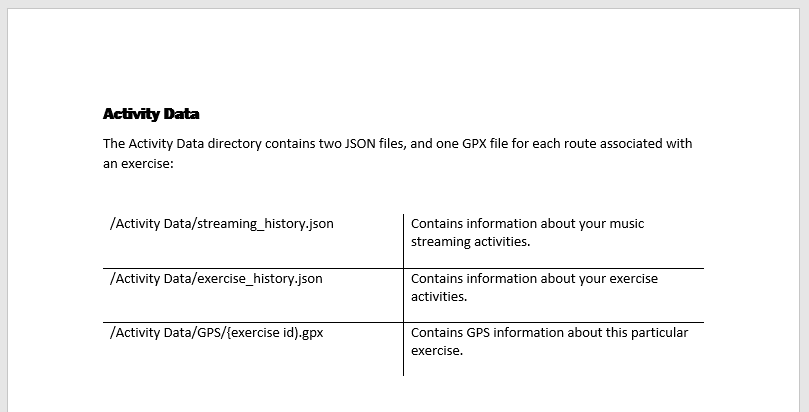 Activity Data
The Activity Data directory contains two JSON files, and one GPX file for each route associated with
an exercise:
/Activity Data/streaming_history.json
Contains information about your music
streaming activities.
/Activity Data/exercise_history.json
Contains information about your exercise
activities.
/Activity Data/GPS/{exercise id).gpx
Contains GPS information about this particular
exercise.